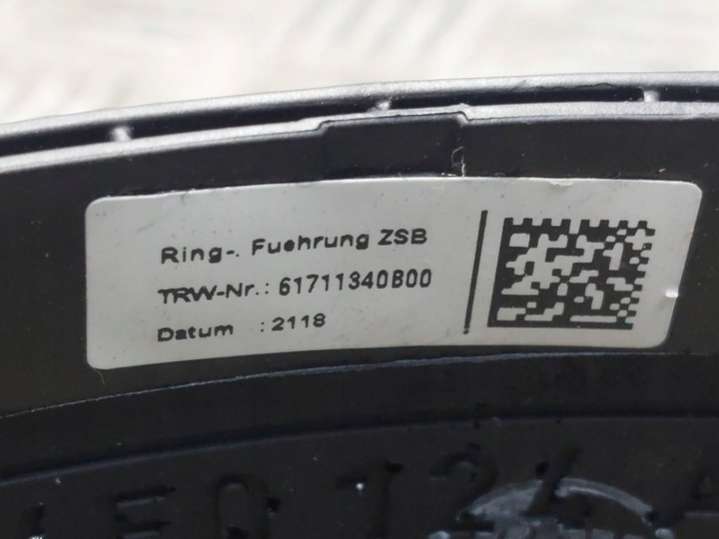 Ring-. Fuehrung ZSB
TRW-Nr.: 61711340B00
Datum : 2118